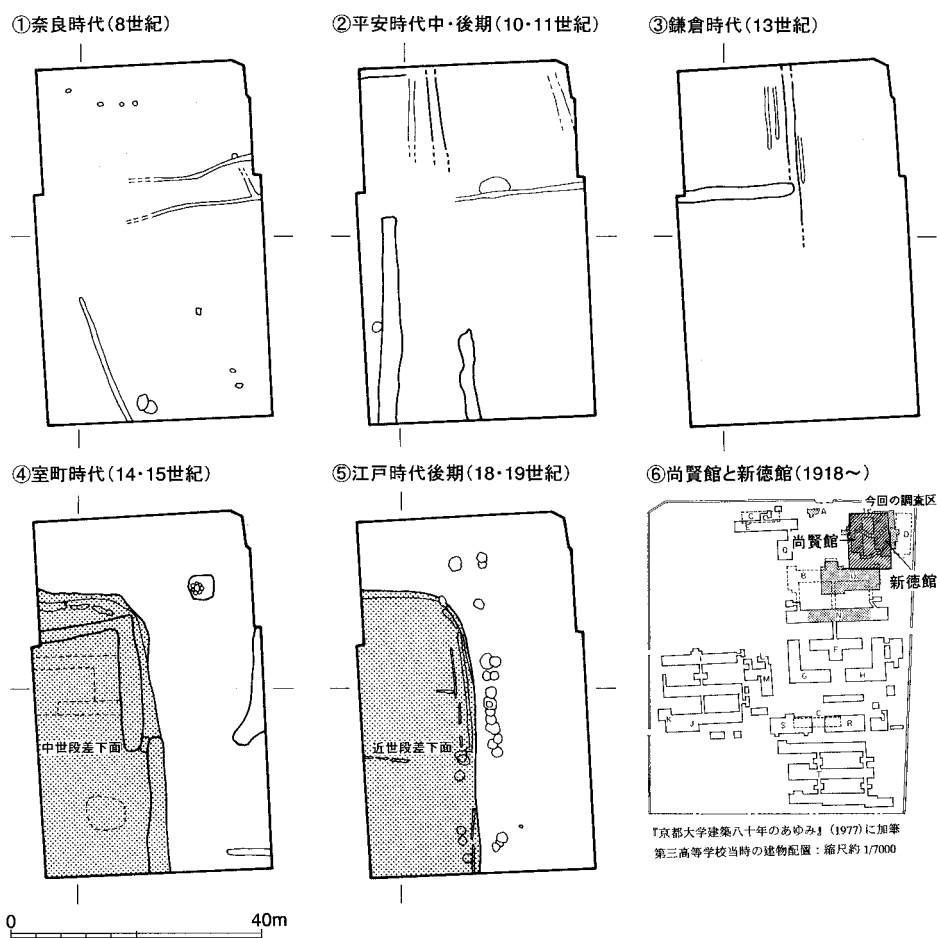 ①奈良時代(8世紀)
②平安時代中・後期(10・11世紀)
③鎌倉時代(13世紀)
④室町時代(14・15世紀)
中世段差下面
⑤江戸時代後期(18・19世紀)
近世段差下面
⑥尚賢館と新徳館(1918～)
今回の調査区
A
C
E
D
尚賢館
Q
新徳館
B
N
F
G
H
M
K
J
S
C
R
T
『京都大学建築八十年のあゆみ』(1977)に加筆
第三高等学校当時の建物配置：縮尺約1/7000
0
40m